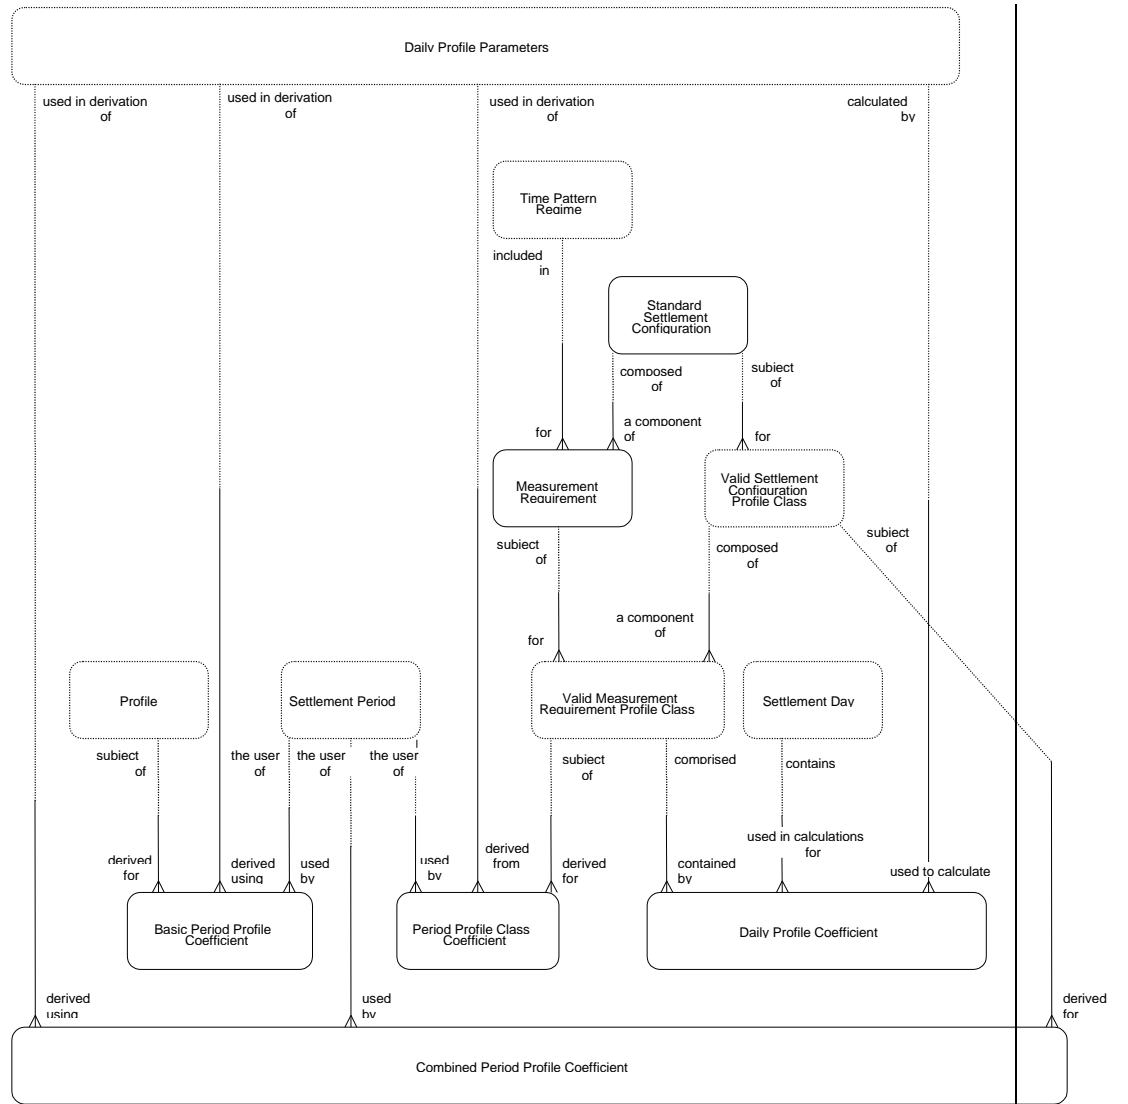 Daily Profile Parameters
used in derivation
of
used in derivation
of
used in derivation
of
calculated
by
Time Pattern
Regime
included
in
Standard
Settlement
Configuration
composed
of
subject
of
a component
of
for
for
Measurement
Requirement
Valid Settlement
Configuration
Profile Class
subject
of
composed
of
subject
of
a component
of
for
Profile
Settlement Period
Valid Measurement
Requirement Profile Class
Settlement Day
subject
of
the user
of
the user
of
the user
of
subject
of
comprised
contains
used in calculations
for
derived
for
derived
using
used
by
used
by
derived
from
derived
for
contained
by
used to calculate
Basic Period Profile
Coefficient
Period Profile Class
Coefficient
Daily Profile Coefficient
derived
using
used
by
derived
for
Combined Period Profile Coefficient